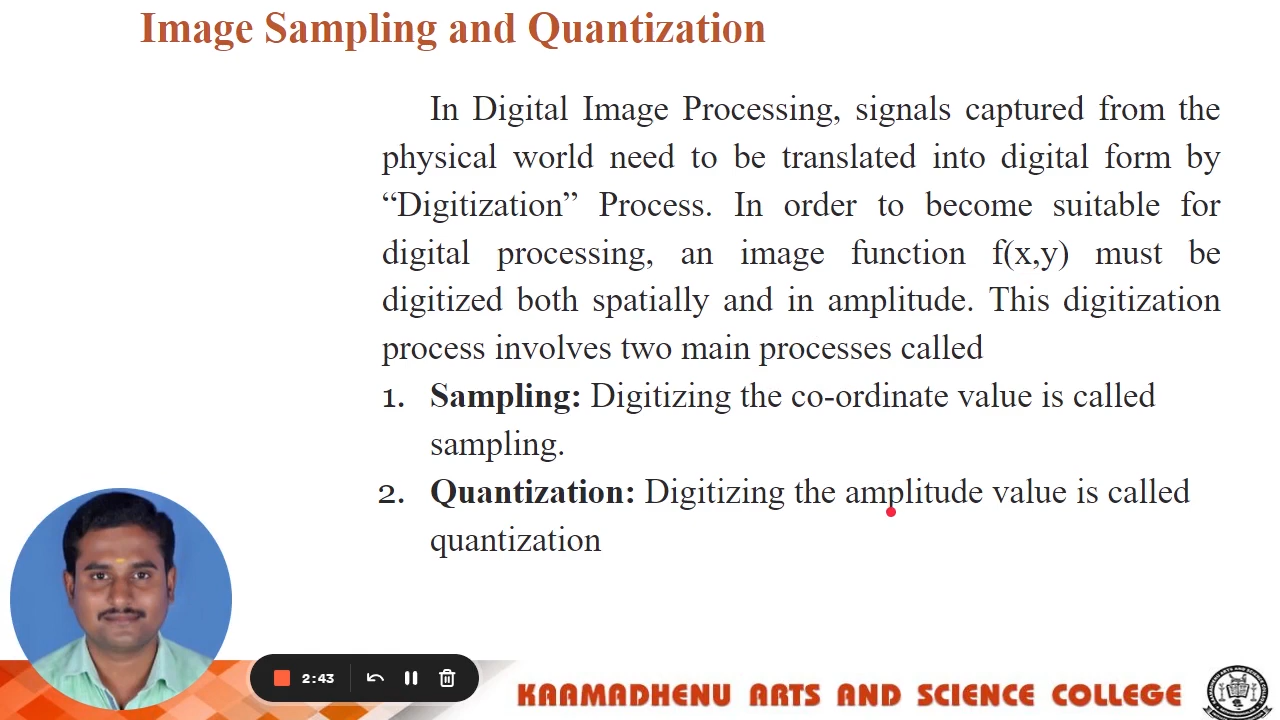 Image Sampling and Quantization
In Digital Image Processing, signals captured from the
physical world need to be translated into digital form by
“Digitization” Process. In order to become suitable for
digital processing, an image function f(x,y) must be
digitized both spatially and in amplitude. This digitization
process involves two main processes called
1. Sampling: Digitizing the co-ordinate value is called
sampling.
2. Quantization: Digitizing the amplitude value is called
quantization
2:43
KAAMADHENU ARTS AND SCIENCE COLLEGE